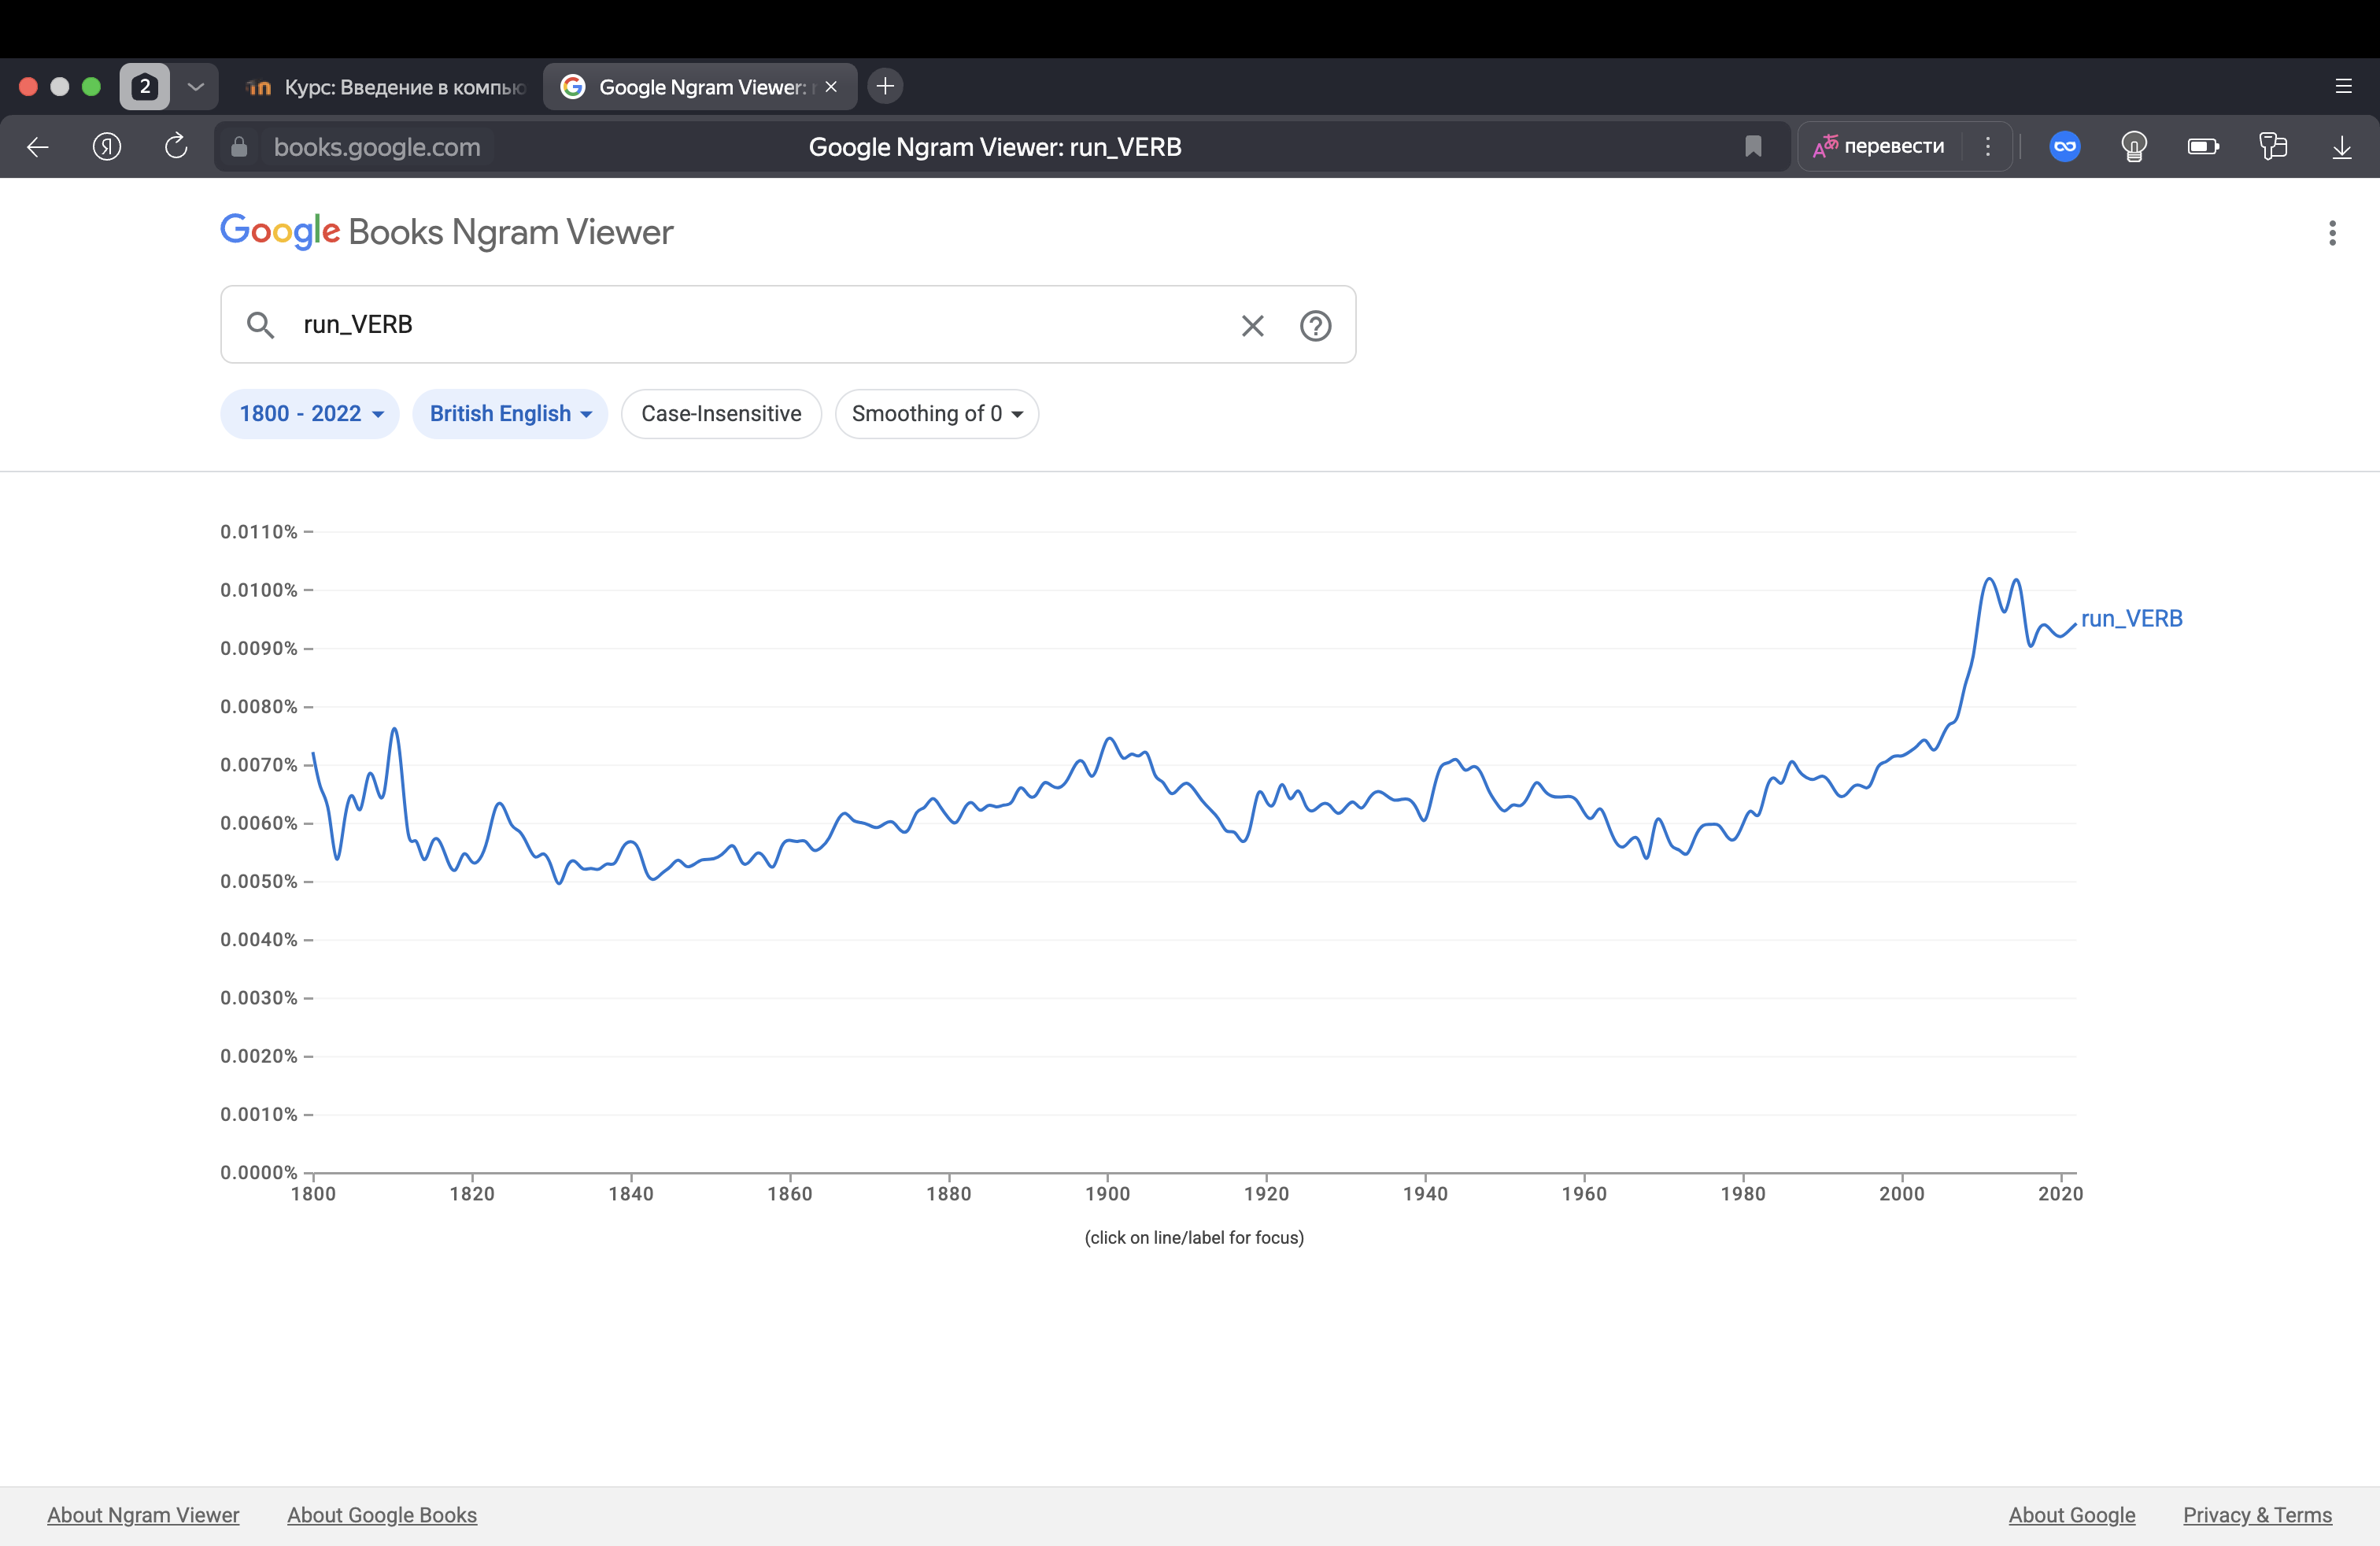 2
Курс: Введение в компью
Google Ngram Viewer: r
books.google.com
Google Ngram Viewer: run_VERB
перевести
Google Books Ngram Viewer
run_VERB
1800 - 2022
British English
Case-Insensitive
Smoothing of 0
0.0110%
0.0100%
0.0090%
0.0080%
0.0070%
0.0060%
0.0050%
0.0040%
0.0030%
0.0020%
0.0010%
0.0000%
run_VERB
1800 1820 1840 1860 1880 1900 1920 1940 1960 1980 2000 2020
(click on line/label for focus)
About Ngram Viewer About Google Books About Google Privacy & Terms